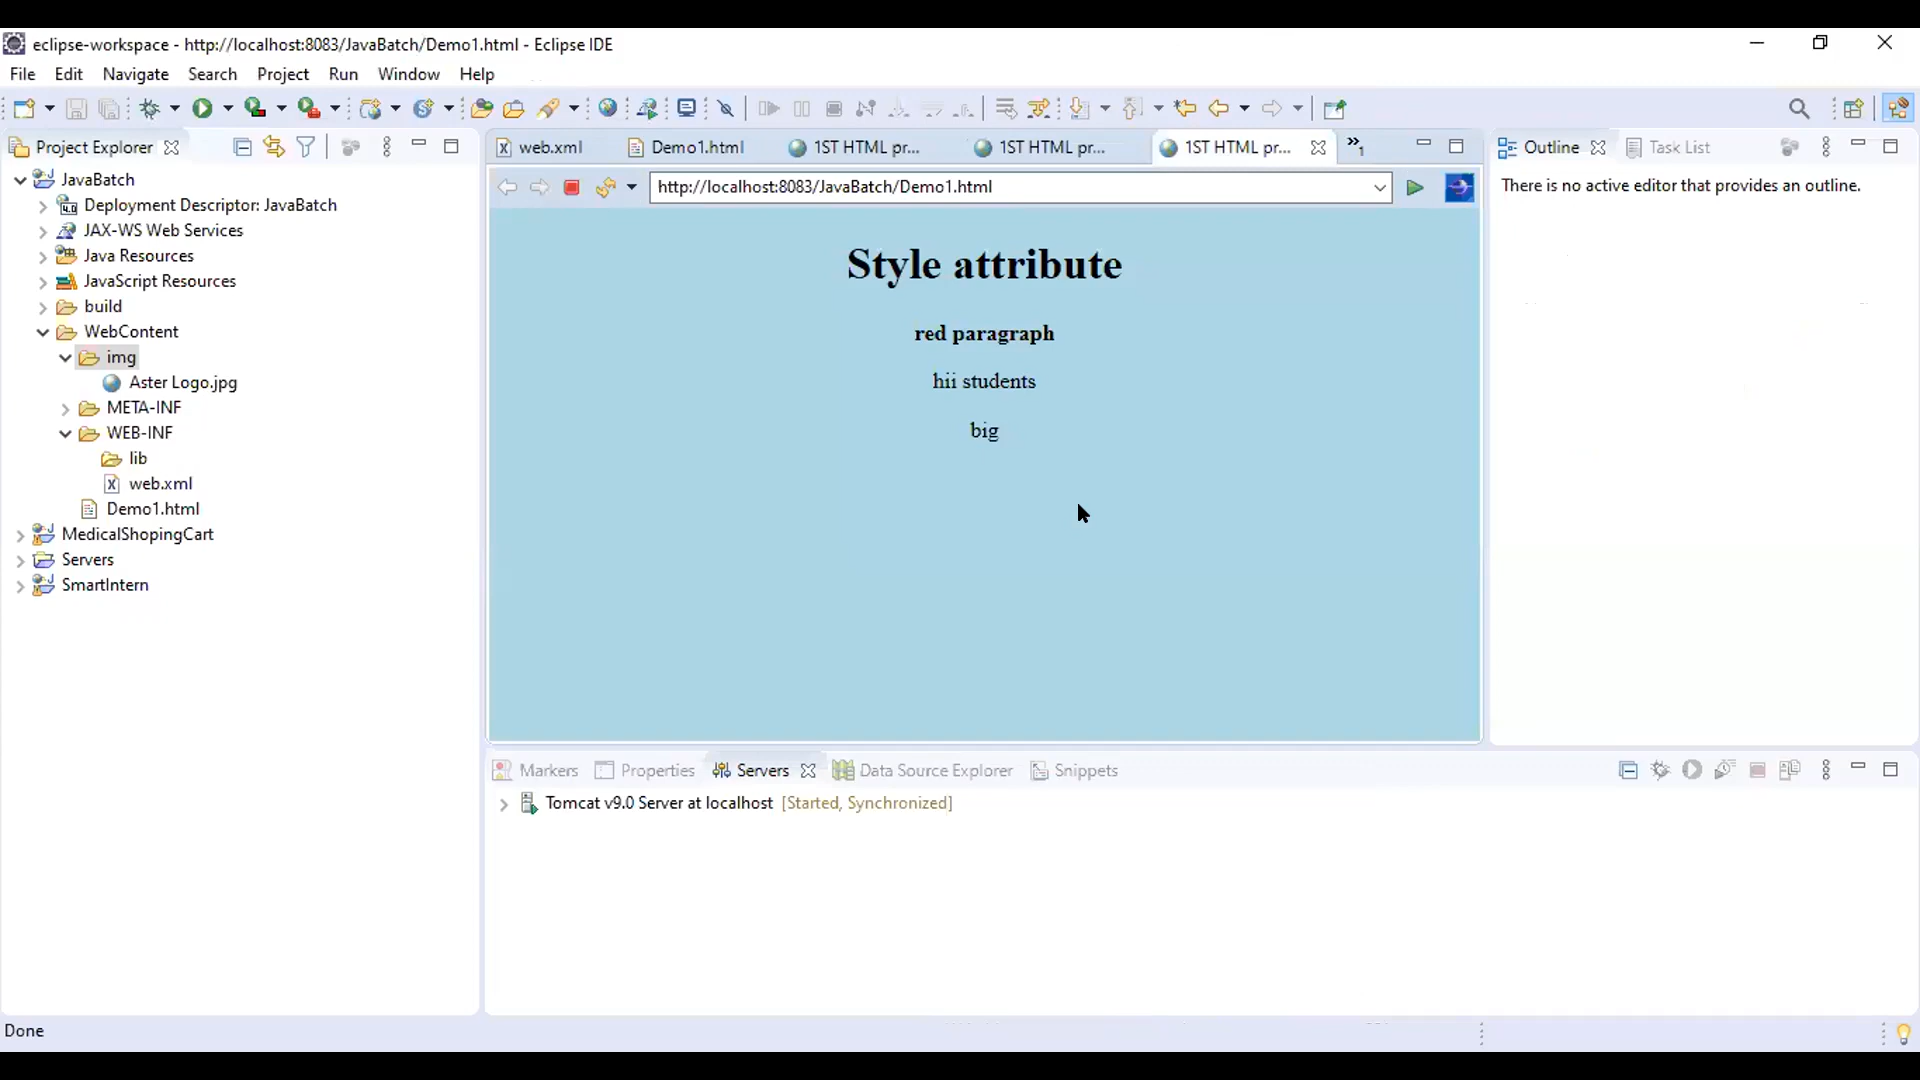 eclipse-workspace - http://localhost:8083/JavaBatch/Demo1.html - Eclipse IDE
File Edit Navigate Search Project Run Window Help
Project Explorer
JavaBatch
Deployment Descriptor: JavaBatch
JAX-WS Web Services
Java Resources
JavaScript Resources
build
WebContent
img
Aster Logo.jpg
META-INF
WEB-INF
lib
web.xml
Demo1.html
MedicalShopingCart
Servers
SmartIntern
web.xml Demo1.html 1ST HTML pr... 1ST HTML pr... 1ST HTML pr... »1
http://localhost:8083/JavaBatch/Demo1.html
Style attribute
red paragraph
hii students
big
Outline Task List
There is no active editor that provides an outline.
Markers Properties Servers Data Source Explorer Snippets
Tomcat v9.0 Server at localhost [Started, Synchronized]
Done